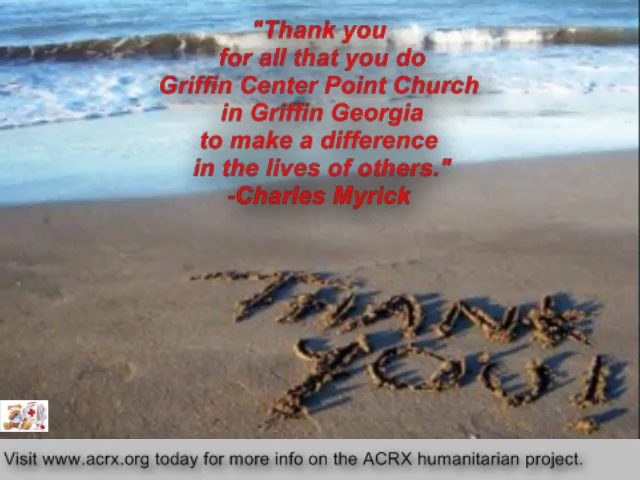 "Thank you
for all that you do
Griffin Center Point Church
in Griffin Georgia
to make a difference
in the lives of others."
-Charles Myrick
THANK
YOU!
Visit www.acrx.org today for more info on the ACRX humanitarian project.